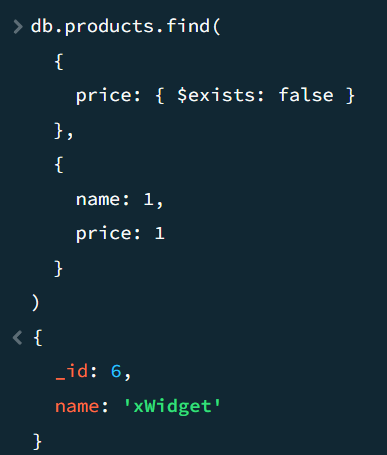 > db.products.find(
{
price: { $exists: false }
},
{
name: 1,
price: 1
}
)
< {
_id: 6,
name: 'xWidget'
}